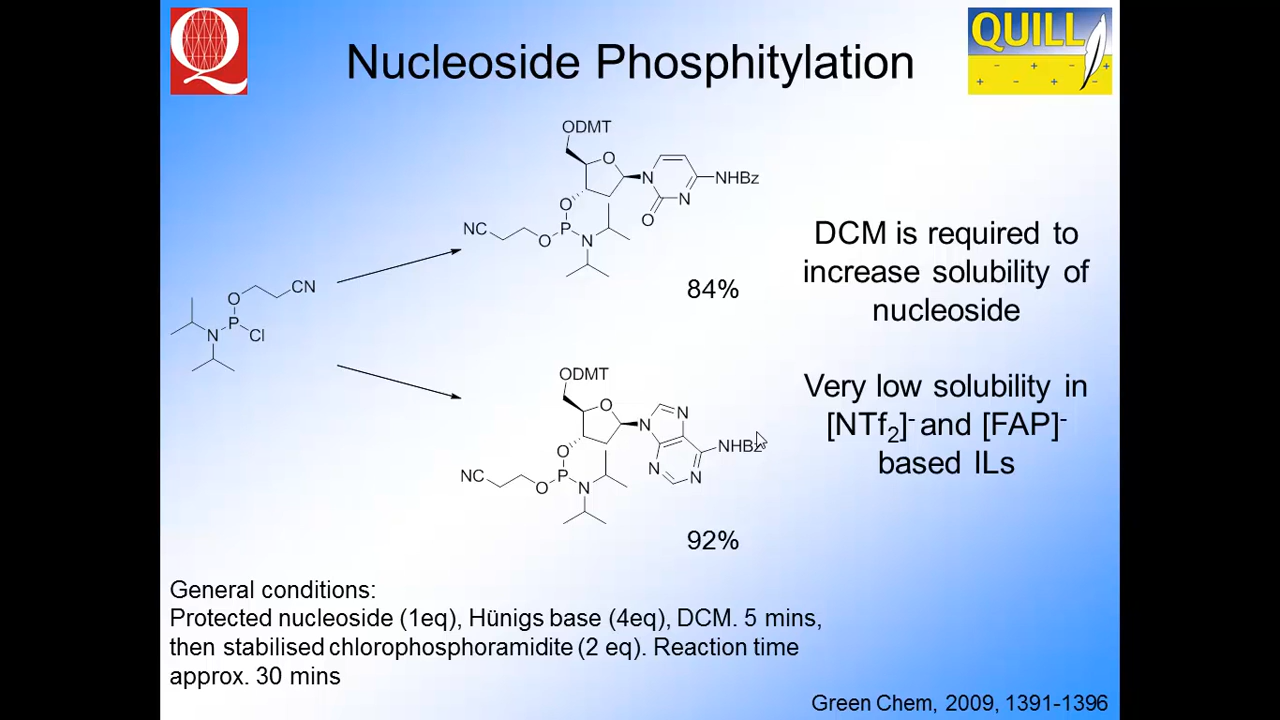 QUILL
Nucleoside Phosphitylation
ODMT
O
N
NHBz
N
O
O
NC
O
P
N
84%
DCM is required to
increase solubility of
nucleoside
O
CN
N
P
Cl
ODMT
O
N
N
NHBz
N
N
O
NC
O
P
N
92%
Very low solubility in
[NTf₂]⁻ and [FAP]⁻
based ILs
General conditions:
Protected nucleoside (1eq), Hünigs base (4eq), DCM. 5 mins,
then stabilised chlorophosphoramidite (2 eq). Reaction time
approx. 30 mins
Green Chem, 2009, 1391-1396